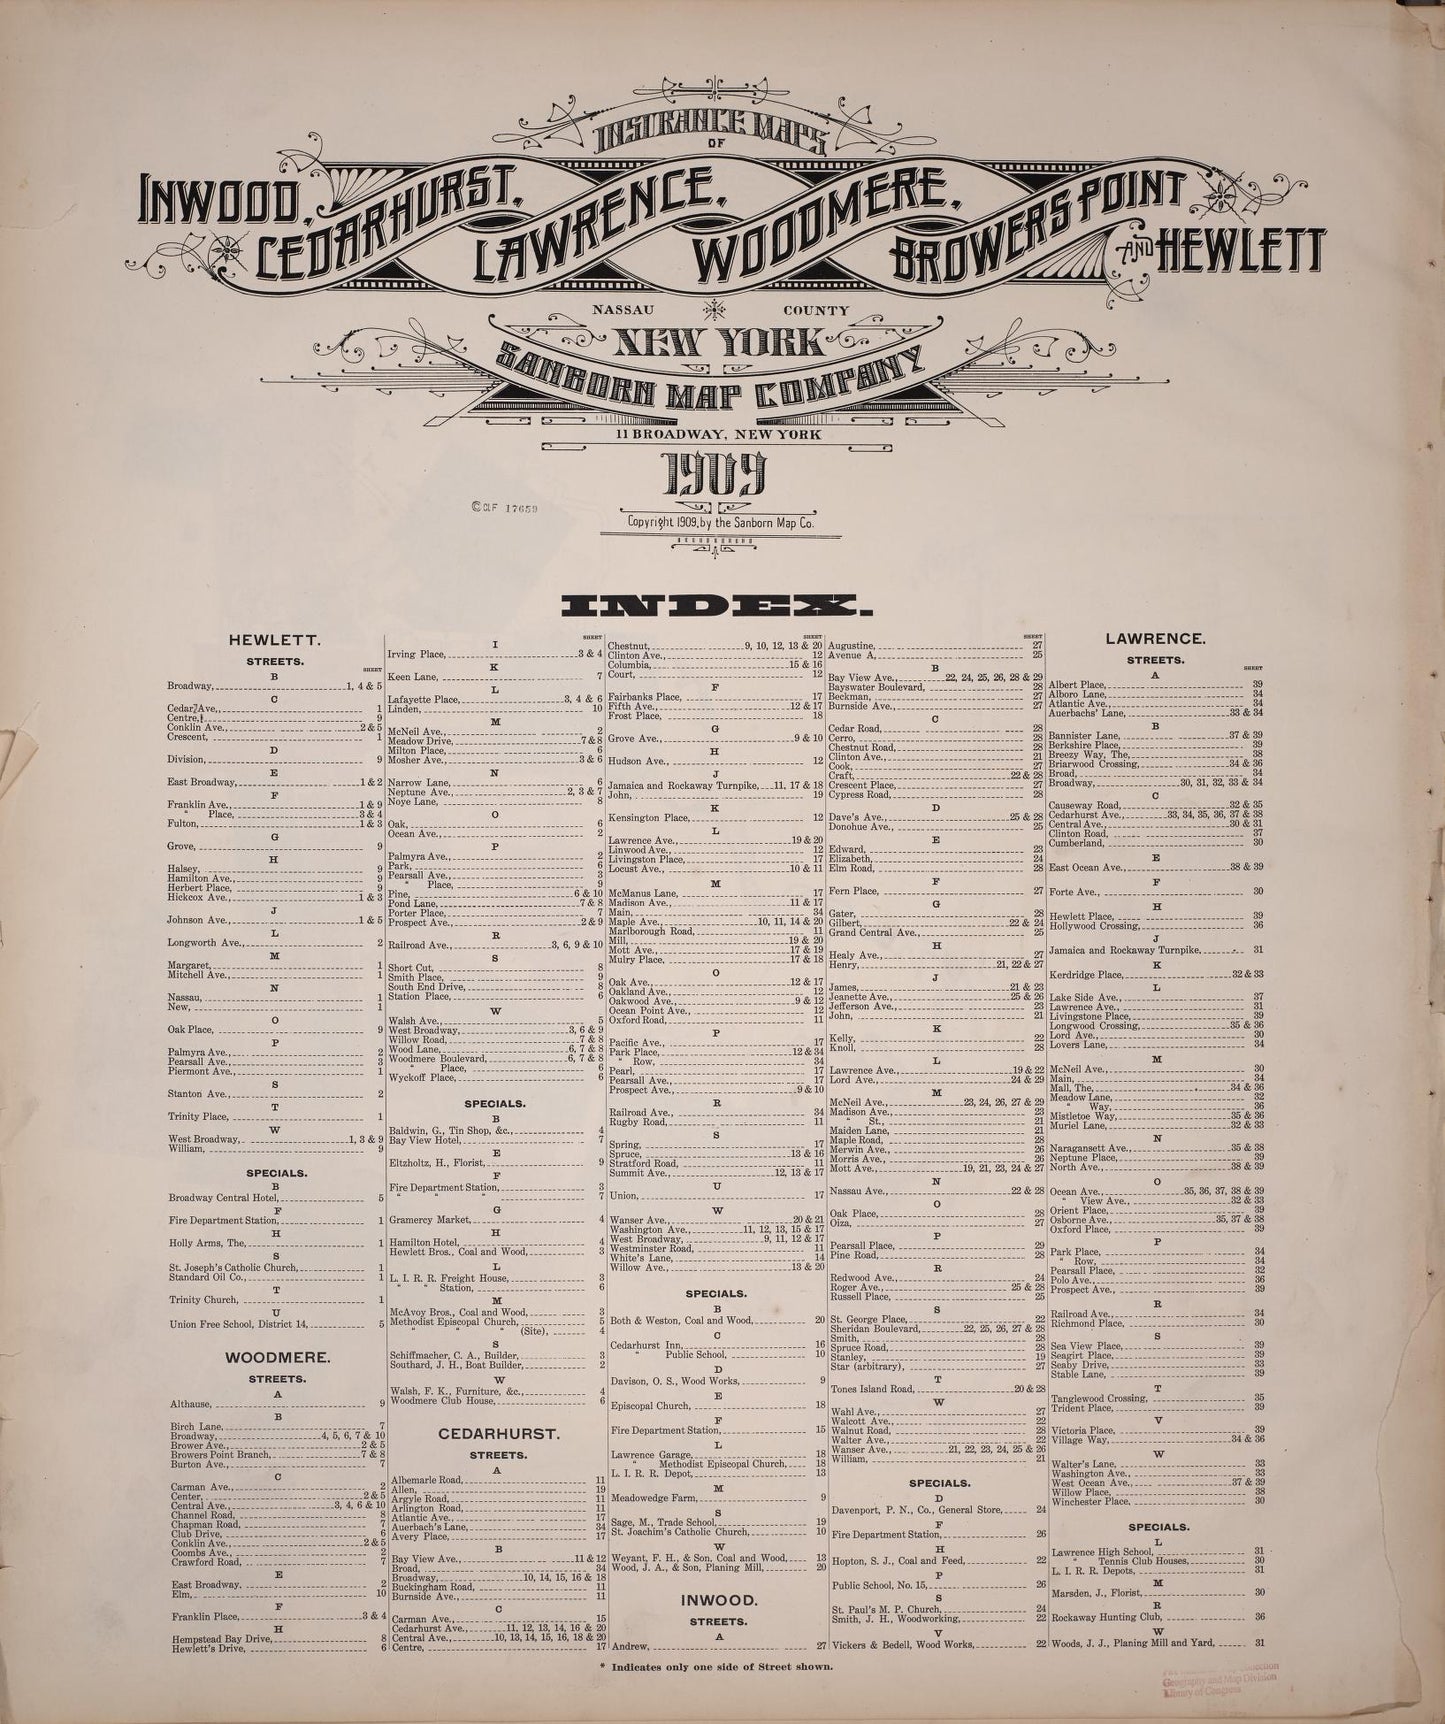 INSURANCE MAPS
OF
INWOOD, CEDARHURST, LAWRENCE, WOODMERE, BROWERS POINT AND HEWLETT
NASSAU COUNTY
NEW YORK
SANBORN MAP COMPANY
11 BROADWAY, NEW YORK
1909
© Cl F 17659
Copyright 1909, by the Sanborn Map Co.
INDEX.
HEWLETT.
STREETS.
SHEET
B
Broadway, 1, 4 & 5
C
Cedar Ave., 1
Centre, 9
Conklin Ave., 2 & 5
Crescent, 1
D
Division, 9
E
East Broadway, 1 & 2
F
Franklin Ave., 1 & 9
" Place, 3 & 4
Fulton, 1 & 3
G
Grove, 9
H
Halsey, 9
Hamilton Ave., 9
Herbert Place, 9
Hickcox Ave., 1 & 3
J
Johnson Ave., 1 & 5
L
Longworth Ave., 2
M
Margaret, 1
Mitchell Ave., 1
N
Nassau, 1
New, 1
O
Oak Place, 9
P
Palmyra Ave., 2
Pearsall Ave., 3
Piermont Ave., 1
S
Stanton Ave., 2
T
Trinity Place, 1
W
West Broadway, 1, 3 & 9
William, 9
SPECIALS.
B
Broadway Central Hotel, 5
F
Fire Department Station, 1
H
Holly Arms, The, 1
S
St. Joseph's Catholic Church, 1
Standard Oil Co., 1
T
Trinity Church, 1
U
Union Free School, District 14, 5
WOODMERE.
STREETS.
A
Althause, 9
B
Birch Lane, 7
Broadway, 4, 5, 6, 7 & 10
Brower Ave., 2 & 5
Browers Point Branch, 7 & 8
Burton Ave., 7
C
Carman Ave., 2
Center, 2 & 5
Central Ave., 3, 4, 6 & 10
Channel Road, 8
Chapman Road, 7
Club Drive, 6
Conklin Ave., 2 & 5
Coombs Ave., 2
Crawford Road, 7
E
East Broadway, 2
Elm, 10
F
Franklin Place, 3 & 4
H
Hempstead Bay Drive, 8
Hewlett's Drive, 6
SHEET
I
Irving Place, 3 & 4
K
Keen Lane, 7
L
Lafayette Place, 3, 4 & 6
Linden, 10
M
McNeil Ave., 2
Meadow Drive, 7 & 8
Milton Place, 6
Mosher Ave., 3 & 6
N
Narrow Lane, 6
Neptune Ave., 2, 3 & 7
Noye Lane, 8
O
Oak, 6
Ocean Ave., 2
P
Palmyra Ave., 2
Park, 6
Pearsall Ave., 3
" Place, 9
Pine, 6 & 10
Pond Lane, 7 & 8
Porter Place, 7
Prospect Ave., 2 & 9
R
Railroad Ave., 3, 6, 9 & 10
S
Short Cut, 8
Smith Place, 9
South End Drive, 8
Station Place, 6
W
Walsh Ave., 5
West Broadway, 3, 6 & 9
Willow Road, 7 & 8
Wood Lane, 6, 7 & 8
Woodmere Boulevard, 6, 7 & 8
" Place, 6
Wyckoff Place, 6
SPECIALS.
B
Baldwin, G., Tin Shop, &c., 4
Bay View Hotel, 7
E
Eltzholtz, H., Florist, 9
F
Fire Department Station, 3
" " " 7
G
Gramercy Market, 4
H
Hamilton Hotel, 4
Hewlett Bros., Coal and Wood, 3
L
L. I. R. R. Freight House, 3
" " Station, 6
M
McAvoy Bros., Coal and Wood, 3
Methodist Episcopal Church, 5
" " " (Site), 4
S
Schiffmacher, C. A., Builder, 3
Southard, J. H., Boat Builder, 2
W
Walsh, F. K., Furniture, &c., 4
Woodmere Club House, 6
CEDARHURST.
STREETS.
A
Albemarle Road, 11
Allen, 19
Argyle Road, 11
Arlington Road, 11
Atlantic Ave., 17
Auerbach's Lane, 34
Avery Place, 17
B
Bay View Ave., 11 & 12
Broad, 34
Broadway, 10, 14, 15, 16 & 18
Buckingham Road, 11
Burnside Ave., 11
C
Carman Ave., 15
Cedarhurst Ave., 11, 12, 13, 14, 16 & 20
Central Ave., 10, 13, 14, 15, 16, 18 & 20
Centre, 17
SHEET
Chestnut, 9, 10, 12, 13 & 20
Clinton Ave., 12
Columbia, 15 & 16
Court, 12
F
Fairbanks Place, 17
Fifth Ave., 12 & 17
Frost Place, 18
G
Grove Ave., 9 & 10
H
Hudson Ave., 12
J
Jamaica and Rockaway Turnpike, 11, 17 & 18
John, 19
K
Kensington Place, 12
L
Lawrence Ave., 19 & 20
Linwood Ave., 12
Livingston Place, 17
Locust Ave., 10 & 11
M
McManus Lane, 17
Madison Ave., 11 & 17
Main, 34
Maple Ave., 10, 11, 14 & 20
Marlborough Road, 11
Mill, 19 & 20
Mott Ave., 17 & 19
Mulry Place, 17 & 18
O
Oak Ave., 12 & 17
Oakland Ave., 12
Oakwood Ave., 9 & 12
Ocean Point Ave., 12
Oxford Road, 11
P
Pacific Ave., 17
Park Place, 12 & 34
" Row, 34
Pearl, 17
Pearsall Ave., 17
Prospect Ave., 9 & 10
R
Railroad Ave., 34
Rugby Road, 11
S
Spring, 17
Spruce, 13 & 16
Stratford Road, 11
Summit Ave., 12, 13 & 17
U
Union, 17
W
Wanser Ave., 20 & 21
Washington Ave., 11, 12, 13, 15 & 17
West Broadway, 9, 11, 12 & 17
Westminster Road, 11
White's Lane, 17
Willow Ave., 13 & 20
SPECIALS.
B
Both & Weston, Coal and Wood, 20
C
Cedarhurst Inn, 16
" Public School, 10
D
Davison, O. S., Wood Works, 9
E
Episcopal Church, 18
F
Fire Department Station, 15
L
Lawrence Garage, 18
" Methodist Episcopal Church, 18
L. I. R. R. Depot, 13
M
Meadowedge Farm, 9
S
Sage, M., Trade School, 19
St. Joachim's Catholic Church, 10
W
Weyant, F. H., & Son, Coal and Wood, 13
Wood, J. A., & Son, Planing Mill, 20
INWOOD.
STREETS.
A
Andrew, 27
SHEET
Augustine, 27
Avenue A, 25
B
Bay View Ave., 22, 24, 25, 26, 28 & 29
Bayswater Boulevard, 28
Beckman, 27
Burnside Ave., 27
C
Cedar Road, 28
Cerro, 28
Chestnut Road, 28
Clinton Ave., 21
Cook, 27
Craft, 22 & 28
Crescent Place, 27
Cypress Road, 28
D
Dave's Ave., 25 & 28
Donohue Ave., 25
E
Edward, 23
Elizabeth, 24
Elm Road, 28
F
Fern Place, 27
G
Gater, 28
Gilbert, 22 & 24
Grand Central Ave., 25
H
Healy Ave., 27
Henry, 21, 22 & 27
J
James, 21 & 23
Jeanette Ave., 25 & 26
Jefferson Ave., 23
John, 21
K
Kelly, 22
Knoll, 28
L
Lawrence Ave., 19 & 22
Lord Ave., 24 & 29
M
McNeil Ave., 23, 24, 26, 27 & 29
Madison Ave., 23
" St., 21
Maiden Lane, 21
Maple Road, 28
Merwin Ave., 26
Morris Ave., 26
Mott Ave., 19, 21, 23, 24 & 27
N
Nassau Ave., 22 & 28
O
Oak Place, 28
Oiza, 27
P
Pearsall Place, 29
Pine Road, 28
R
Redwood Ave., 24
Roger Ave., 25 & 28
Russell Place, 25
S
St. George Place, 22
Sheridan Boulevard, 22, 25, 26, 27 & 28
Smith, 28
Spruce Road, 28
Stanley, 19
Star (arbitrary), 27
T
Tones Island Road, 20 & 28
W
Wahl Ave., 27
Walcott Ave., 22
Walnut Road, 28
Walter Ave., 22
Wanser Ave., 21, 22, 23, 24, 25 & 26
William, 21
SPECIALS.
D
Davenport, P. N., Co., General Store, 24
F
Fire Department Station, 26
H
Hopton, S. J., Coal and Feed, 22
P
Public School, No. 15, 26
S
St. Paul's M. P. Church, 24
Smith, J. H., Woodworking, 22
V
Vickers & Bedell, Wood Works, 22
LAWRENCE.
STREETS.
SHEET
A
Albert Place, 39
Alboro Lane, 34
Atlantic Ave., 34
Auerbachs' Lane, 33 & 34
B
Bannister Lane, 37 & 39
Berkshire Place, 39
Breezy Way, The, 38
Briarwood Crossing, 34 & 36
Broad, 34
Broadway, 30, 31, 32, 33 & 34
C
Causeway Road, 32 & 35
Cedarhurst Ave., 33, 34, 35, 36, 37 & 38
Central Ave., 30 & 31
Clinton Road, 37
Cumberland, 30
E
East Ocean Ave., 38 & 39
F
Forte Ave., 30
H
Hewlett Place, 39
Hollywood Crossing, 36
J
Jamaica and Rockaway Turnpike, 31
K
Kerdridge Place, 32 & 33
L
Lake Side Ave., 37
Lawrence Ave., 31
Livingstone Place, 39
Longwood Crossing, 35 & 36
Lord Ave., 30
Lovers Lane, 34
M
McNeil Ave., 30
Main, 34
Mall, The, 34 & 36
Meadow Lane, 32
" Way, 36
Mistletoe Way, 35 & 36
Muriel Lane, 32 & 33
N
Naragansett Ave., 35 & 38
Neptune Place, 39
North Ave., 38 & 39
O
Ocean Ave., 35, 36, 37, 38 & 39
" View Ave., 32 & 33
Orient Place, 39
Osborne Ave., 35, 37 & 38
Oxford Place, 39
P
Park Place, 34
" Row, 34
Pearsall Place, 32
Polo Ave., 36
Prospect Ave., 39
R
Railroad Ave., 34
Richmond Place, 30
S
Sea View Place, 39
Seagirt Place, 39
Seaby Drive, 33
Stable Lane, 39
T
Tanglewood Crossing, 35
Trident Place, 39
V
Victoria Place, 39
Village Way, 34 & 36
W
Walter's Lane, 33
Washington Ave., 33
West Ocean Ave., 37 & 39
Willow Place, 38
Winchester Place, 30
SPECIALS.
L
Lawrence High School, 31
" Tennis Club Houses, 30
L. I. R. R. Depots, 31
M
Marsden, J., Florist, 30
R
Rockaway Hunting Club, 36
W
Woods, J. J., Planing Mill and Yard, 31
* Indicates only one side of Street shown.
Geography and Map Division
Library of Congress